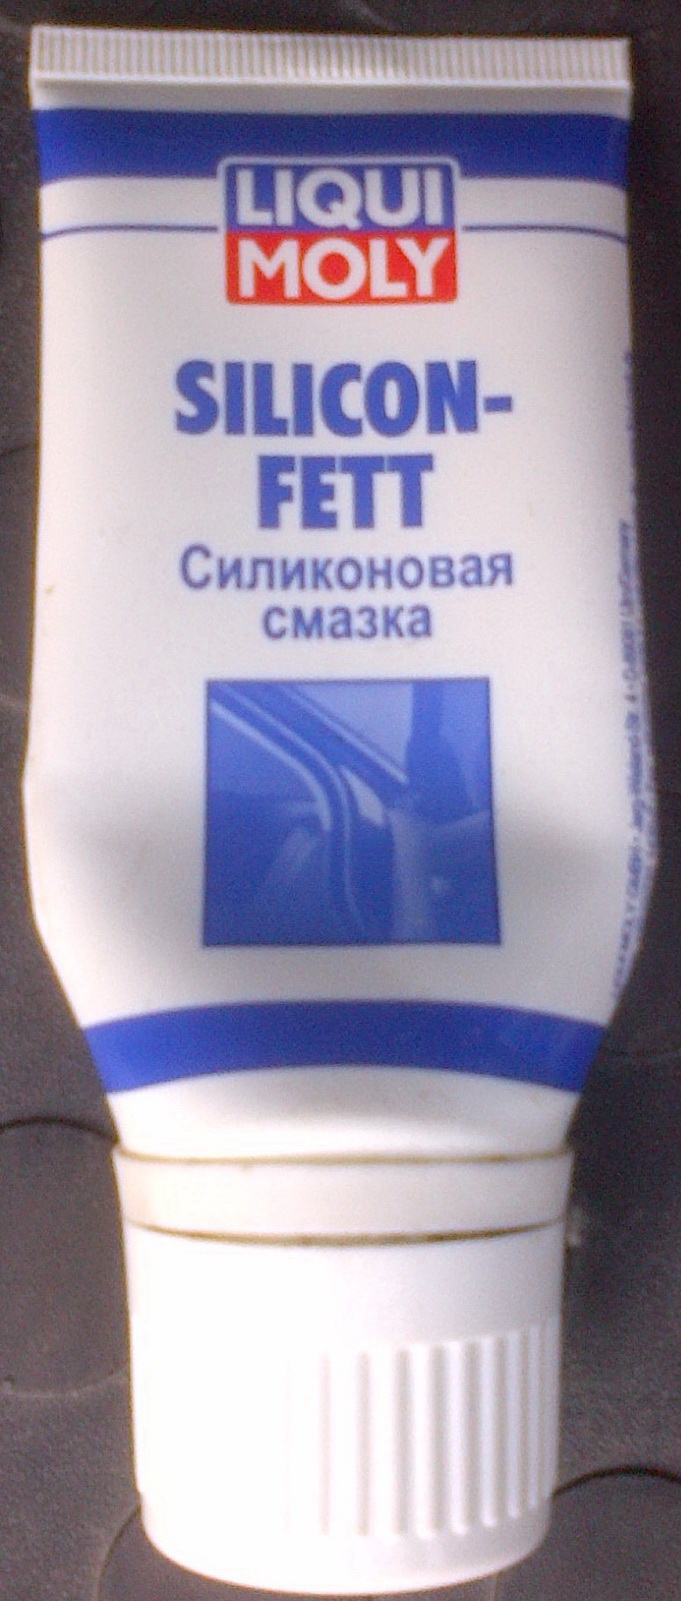 LIQUI
MOLY
SILICON-
FETT
Силиконовая
смазка